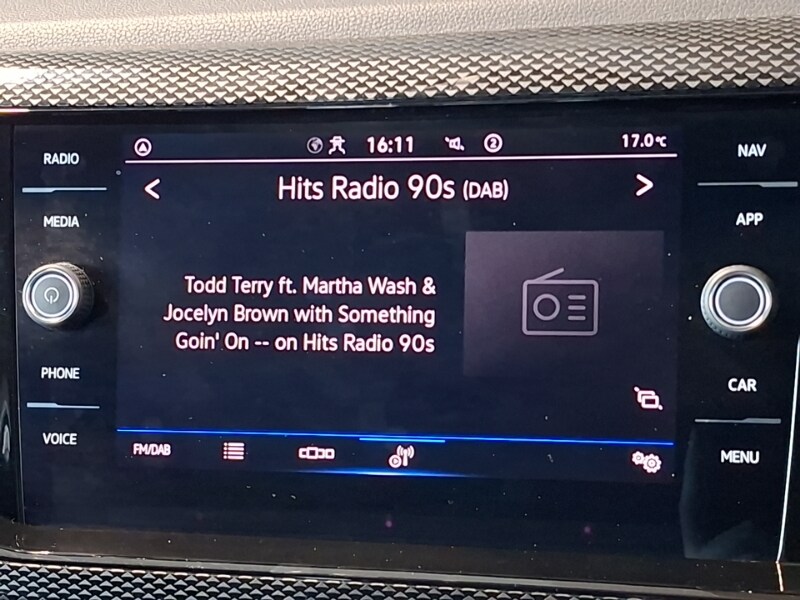 RADIO
MEDIA
PHONE
VOICE
16:11
2
17.0°C
Hits Radio 90s (DAB)
Todd Terry ft. Martha Wash &
Jocelyn Brown with Something
Goin' On -- on Hits Radio 90s
FM/DAB
NAV
APP
CAR
MENU